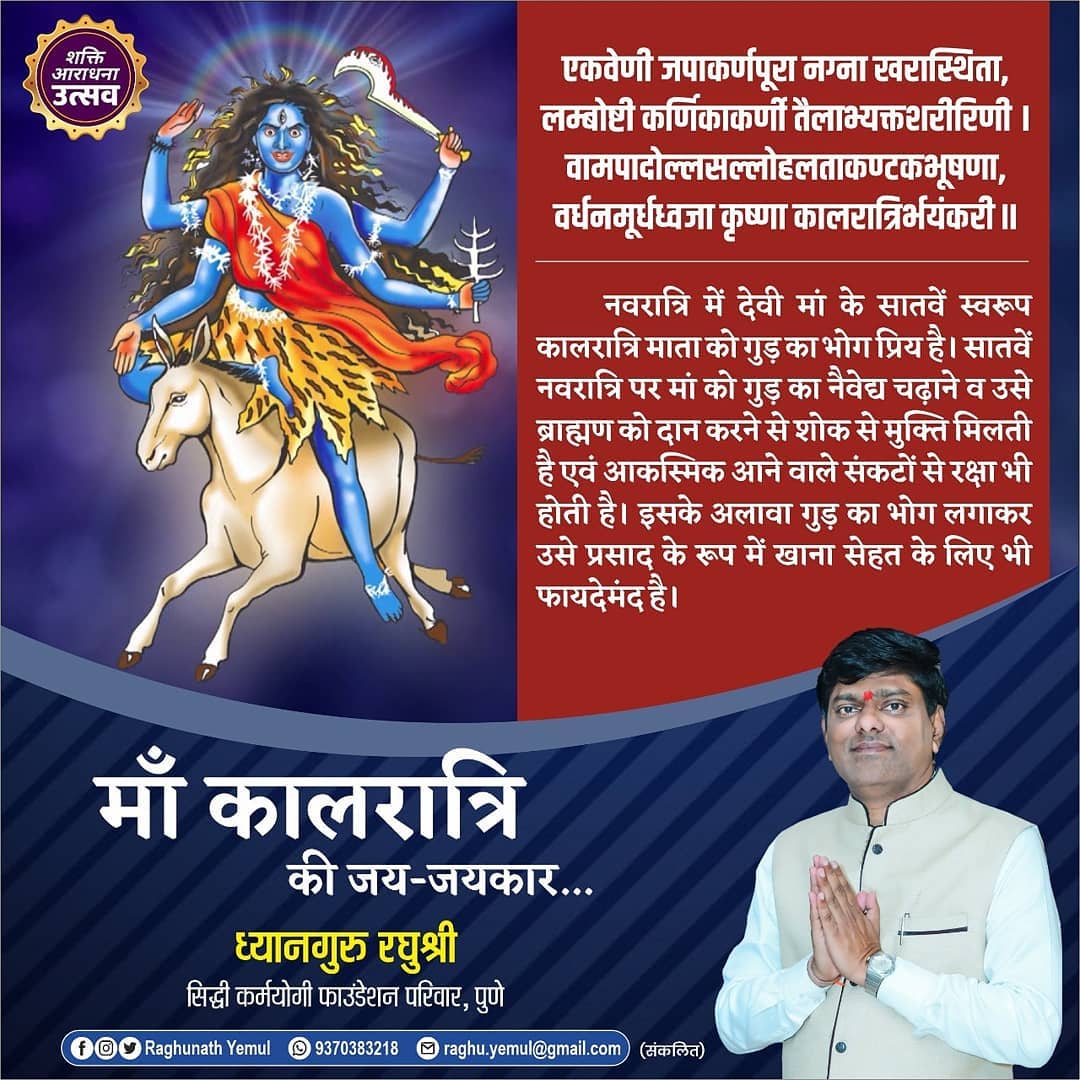 शक्ति
आराधना
उत्सव
एकवेणी जपाकर्णपूरा नग्ना खरास्थिता,
लम्बोष्टी कर्णिकाकर्णी तैलाभ्यक्तशरीरिणी ।
वामपादोल्लसल्लोहलताकण्टकभूषणा,
वर्धनमूर्धध्वजा कृष्णा कालरात्रिर्भयंकरी ॥
नवरात्रि में देवी मां के सातवें स्वरूप
कालरात्रि माता को गुड़ का भोग प्रिय है। सातवें
नवरात्रि पर मां को गुड़ का नैवेद्य चढ़ाने व उसे
ब्राह्मण को दान करने से शोक से मुक्ति मिलती
है एवं आकस्मिक आने वाले संकटों से रक्षा भी
होती है। इसके अलावा गुड़ का भोग लगाकर
उसे प्रसाद के रूप में खाना सेहत के लिए भी
फायदेमंद है।
माँ कालरात्रि
की जय-जयकार...
ध्यानगुरु रघुश्री
सिद्धी कर्मयोगी फाउंडेशन परिवार, पुणे
Raghunath Yemul 9370383218 raghu.yemul@gmail.com (संकलित)